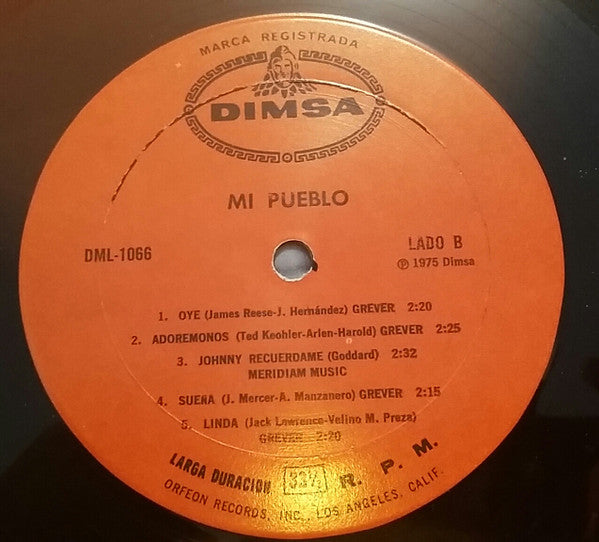 MARCA REGISTRADA
DIMSA
MI PUEBLO
DML-1066
LADO B
℗ 1975 Dimsa
1. OYE (James Reese-J. Hernández) GREVER 2:20
2. ADOREMONOS (Ted Keohler-Arlen-Harold) GREVER 2:25
3. JOHNNY RECUERDAME (Goddard) 2:32
MERIDIAM MUSIC
4. SUEÑA (J. Mercer-A. Manzanero) GREVER 2:15
5. LINDA (Jack Lawrence-Velino M. Preza)
GREVER 2:20
LARGA DURACION 33⅓ R. P. M.
ORFEON RECORDS, INC., LOS ANGELES, CALIF.